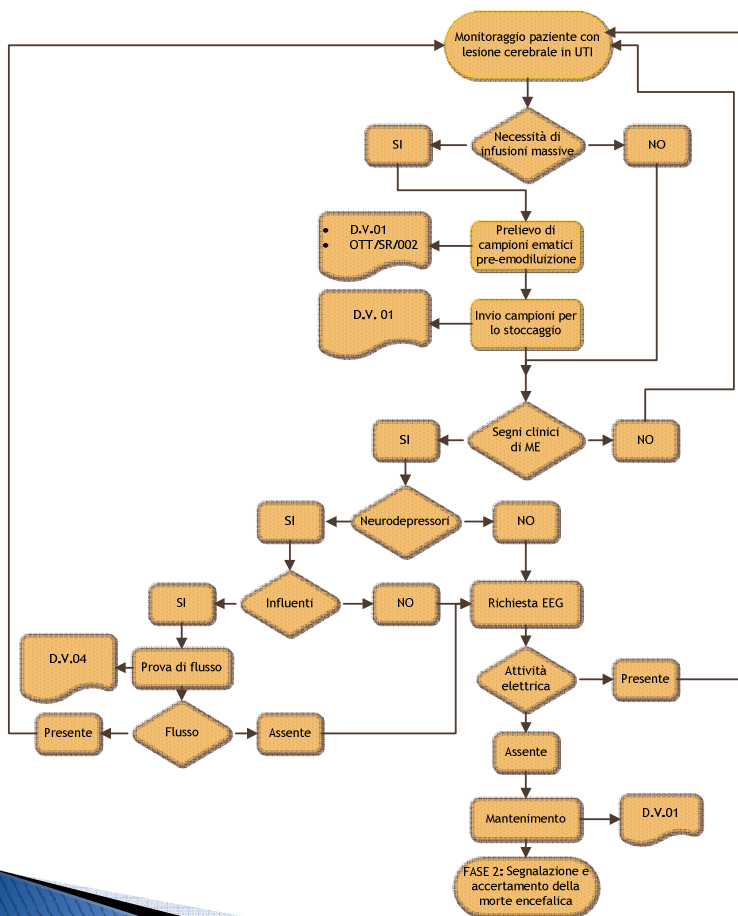 Monitoraggio paziente con
lesione cerebrale in UTI
Necessità di
infusioni massive
SI
NO
• D.V.01
• OTT/SR/002
Prelievo di
campioni ematici
pre-emodiluizione
D.V. 01
Invio campioni per
lo stoccaggio
Segni clinici
di ME
SI
NO
Neurodepressori
SI
NO
Influenti
SI
NO
Richiesta EEG
D.V.04
Prova di flusso
Attività
elettrica
Presente
Presente
Flusso
Assente
Assente
Mantenimento
D.V.01
FASE 2: Segnalazione e
accertamento della
morte encefalica